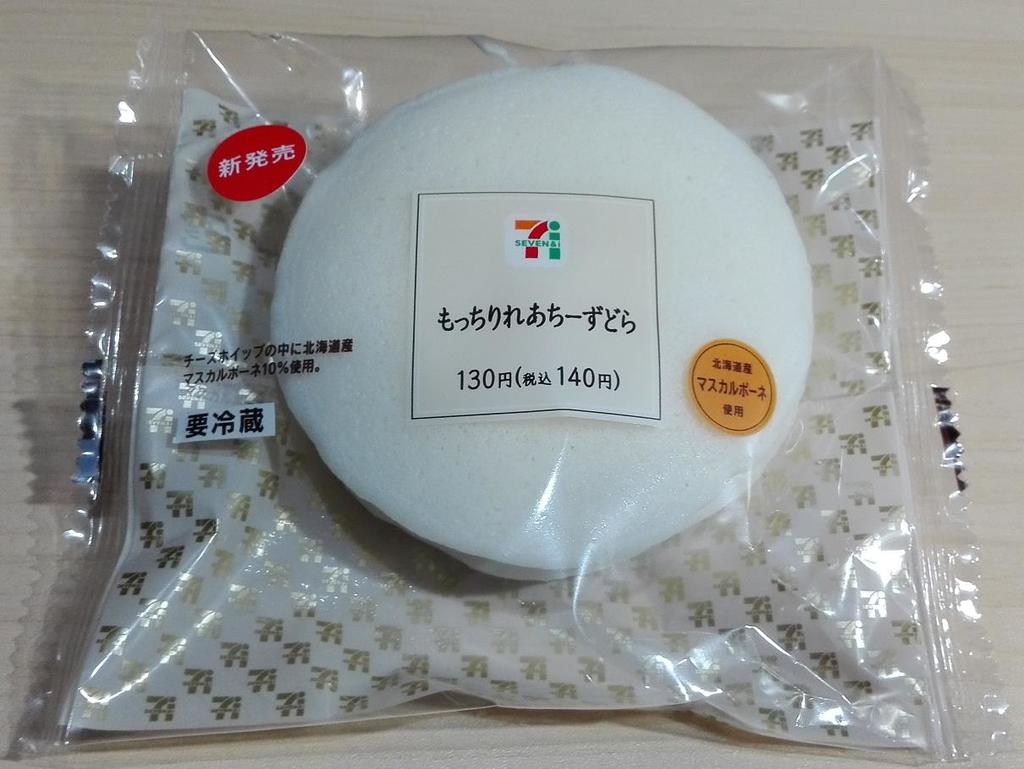 新発売
SEVEN&i
もっちりれあちーずどら
130円(税込140円)
チーズホイップの中に北海道産
マスカルポーネ10%使用。
要冷蔵
北海道産
マスカルポーネ
使用